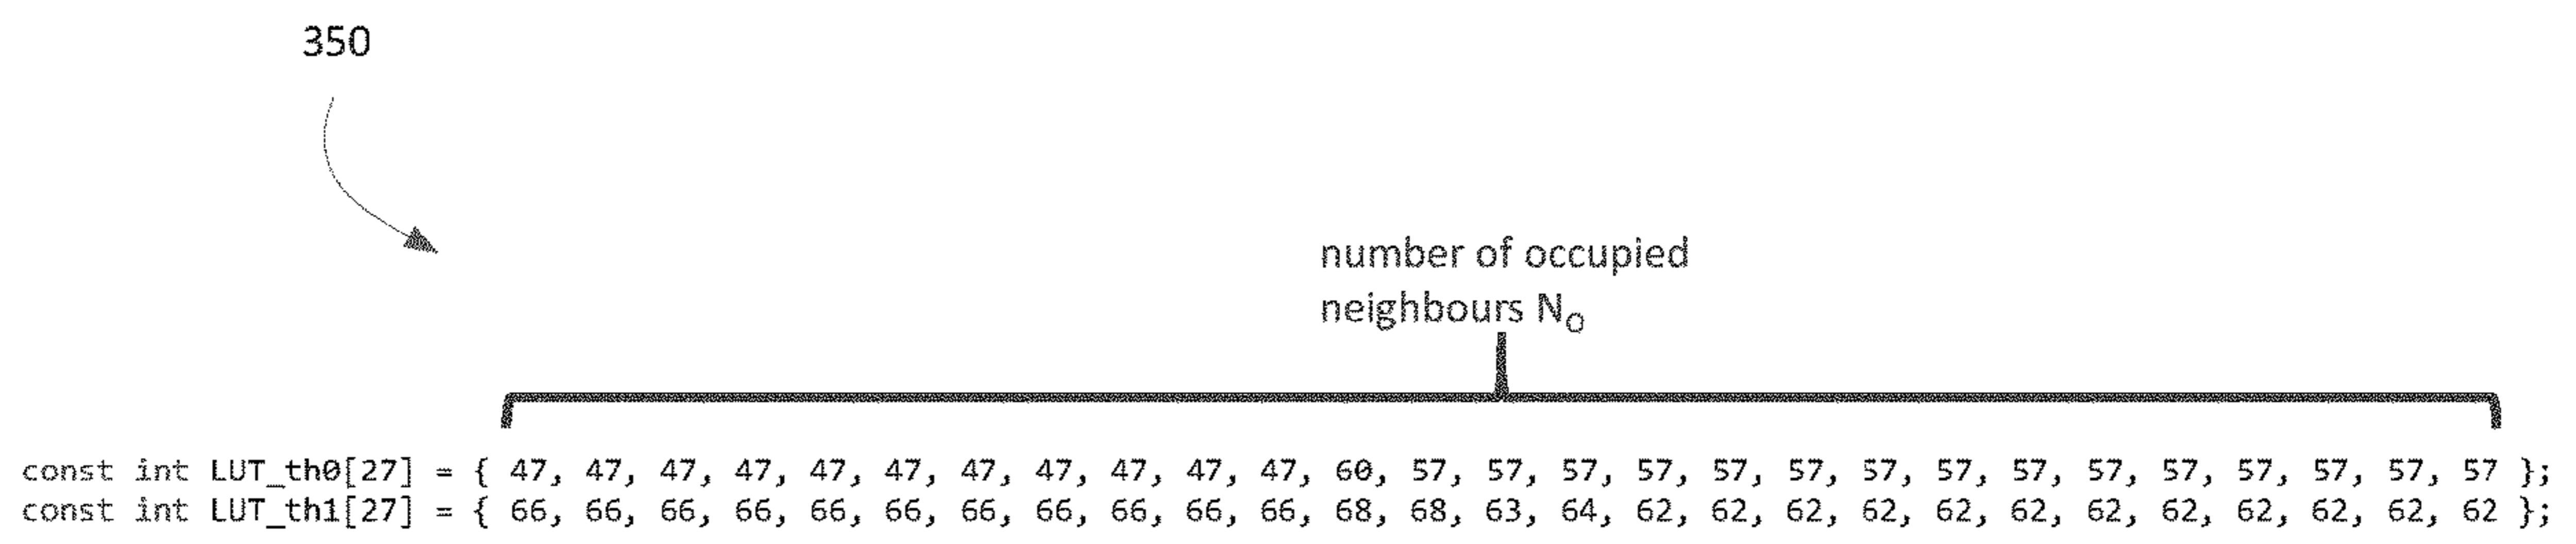 350
number of occupied
neighbours NO
const int LUT_th0[27] = { 47, 47, 47, 47, 47, 47, 47, 47, 47, 47, 47, 60, 57, 57, 57, 57, 57, 57, 57, 57, 57, 57, 57, 57, 57, 57, 57 };
const int LUT_th1[27] = { 66, 66, 66, 66, 66, 66, 66, 66, 66, 66, 66, 68, 68, 63, 64, 62, 62, 62, 62, 62, 62, 62, 62, 62, 62, 62, 62 };